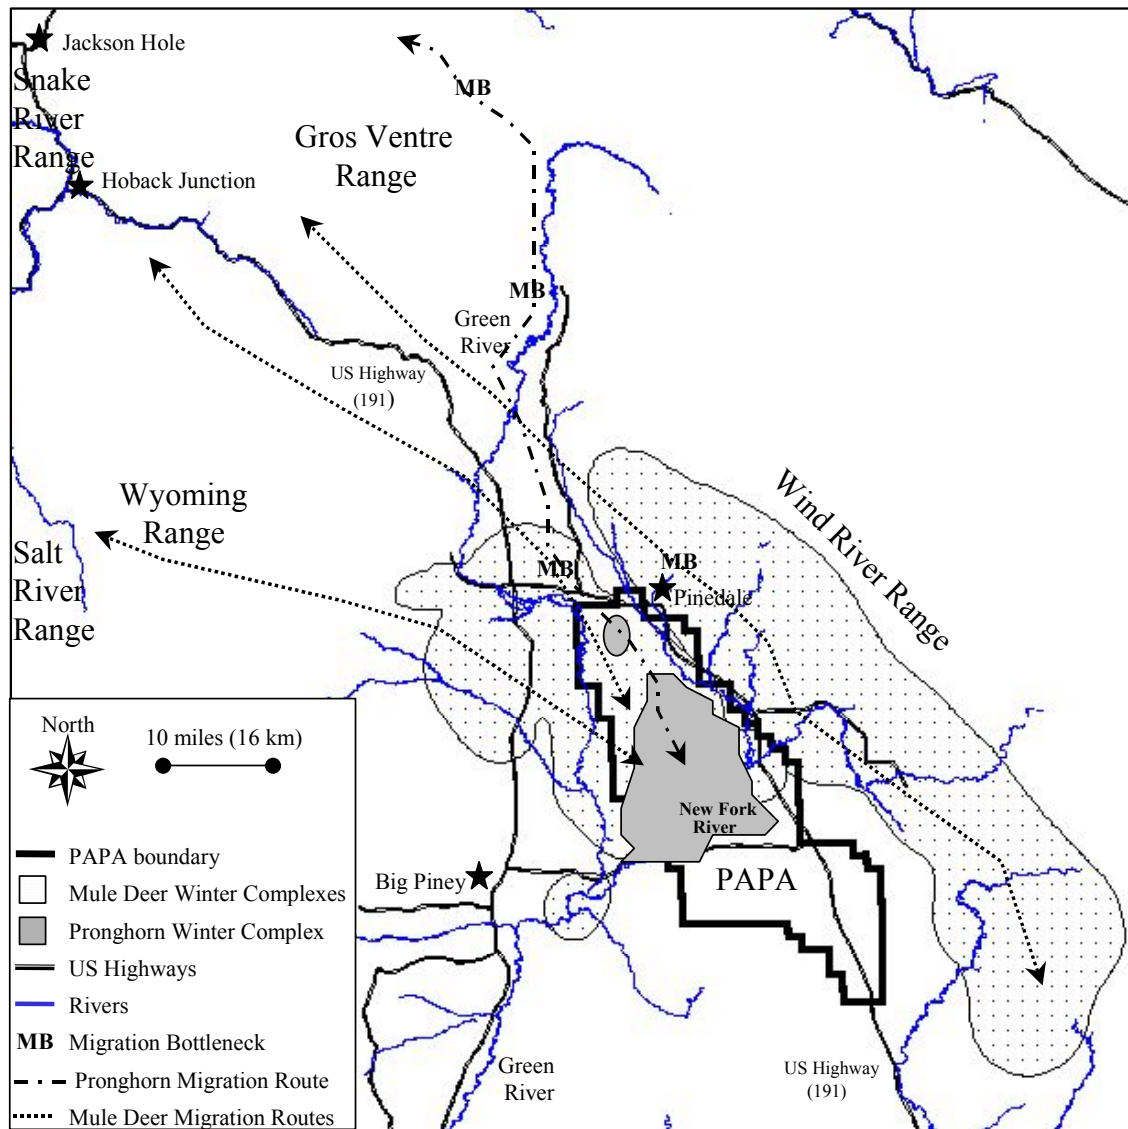 Jackson Hole
Snake
River
Range
MB
Gros Ventre
Range
Hoback Junction
MB
Green
River
US Highway
(191)
Wyoming
Range
Wind River Range
Salt
River
Range
MB
MB
Pinedale
New Fork
River
PAPA
Big Piney
Green
River
US Highway
(191)
North
10 miles (16 km)
PAPA boundary
Mule Deer Winter Complexes
Pronghorn Winter Complex
US Highways
Rivers
MB Migration Bottleneck
Pronghorn Migration Route
Mule Deer Migration Routes